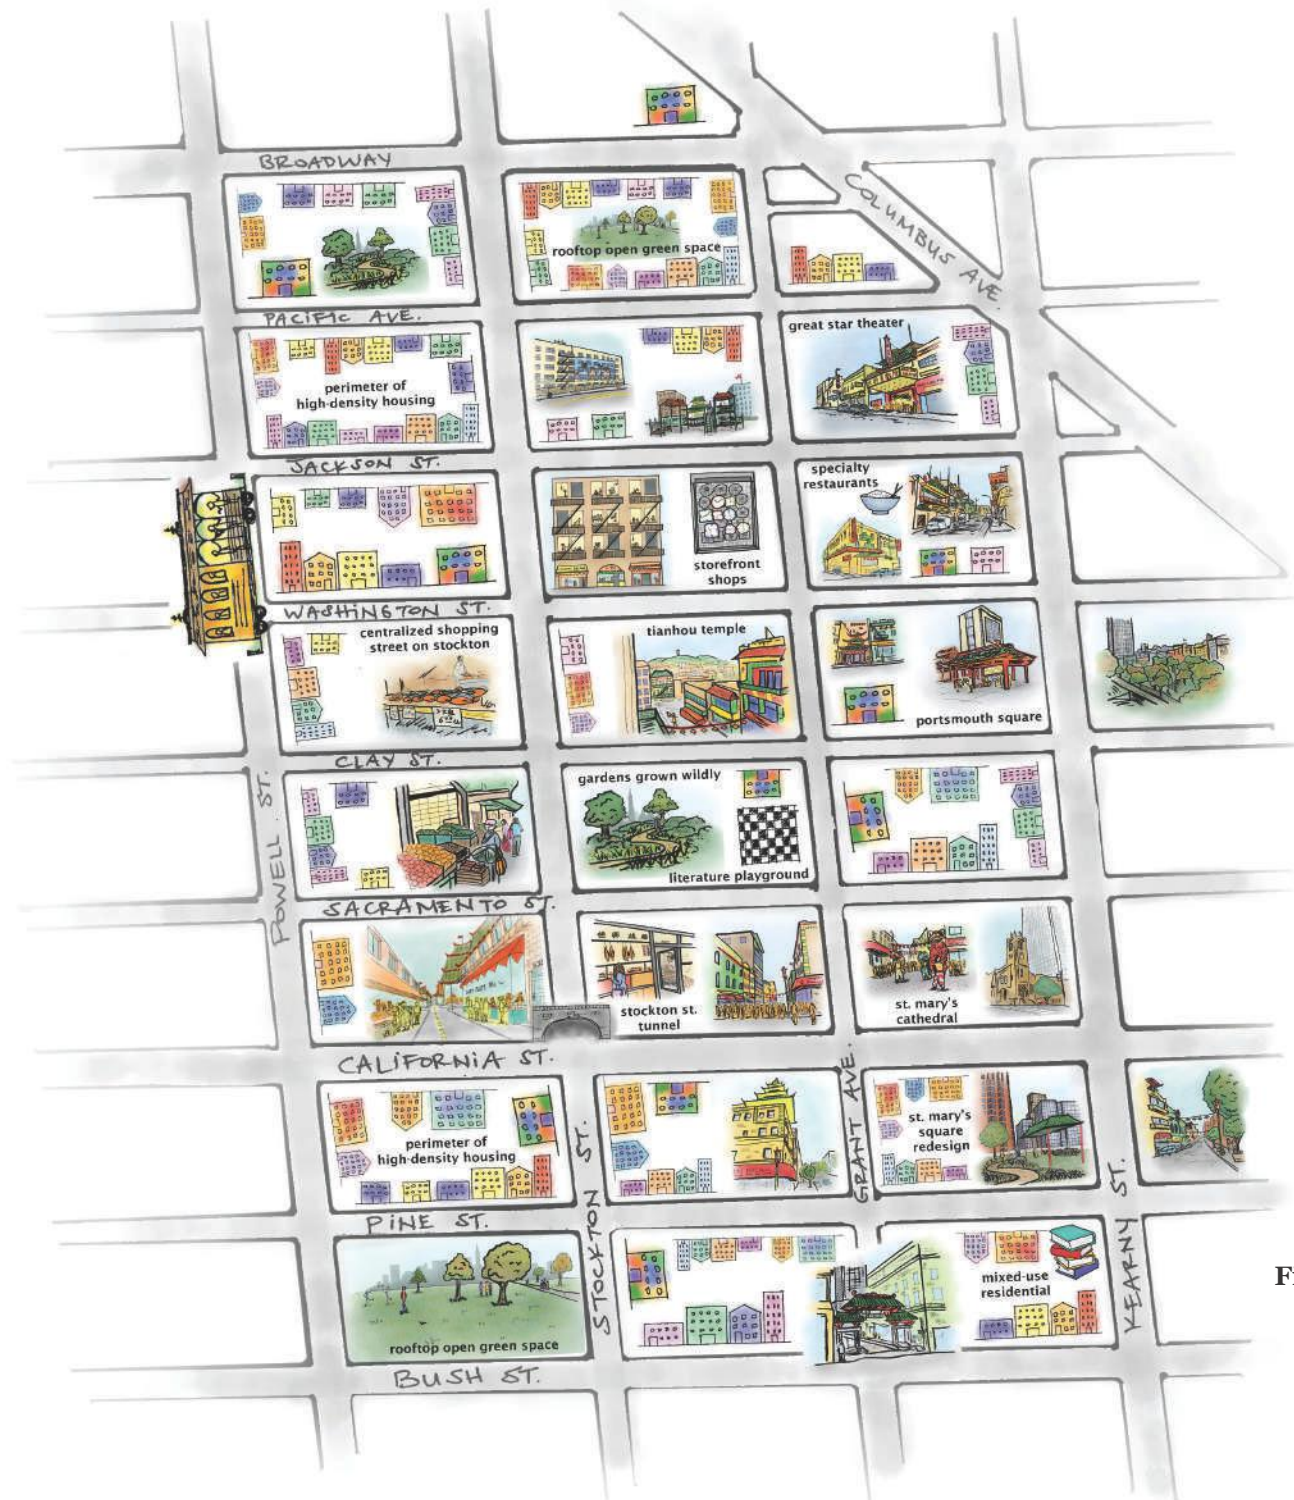 BROADWAY
COLUMBUS AVE
rooftop open green space
PACIFIC AVE.
great star theater
perimeter of
high-density housing
JACKSON ST.
specialty
restaurants
storefront
shops
WASHINGTON ST.
centralized shopping
street on stockton
tianhou temple
portsmouth square
CLAY ST.
POWELL ST.
gardens grown wildly
literature playground
SACRAMENTO ST.
stockton st.
tunnel
st. mary's
cathedral
CALIFORNIA ST.
perimeter of
high-density housing
STOCKTON ST.
GRANT AVE.
st. mary's
square
redesign
KEARNY ST.
PINE ST.
mixed-use
residential
rooftop open green space
BUSH ST.